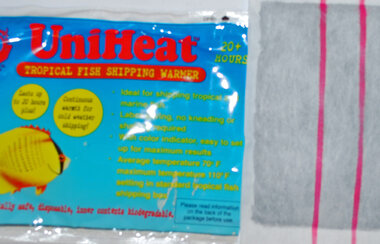 UniHeat™
20+
HOURS
TROPICAL FISH SHIPPING WARMER
Lasts up
to 20 hours
plus!
Continuous
warmth for
cold weather
shipping!
· Ideal for shipping tropical
marine
no kneading or
required
color indicator, easy to set
up for maximum results
Average temperature 70°F
maximum temperature 110°F
setting in standard tropical fish
shipping box
safe, disposable, inner contents biodegradable.
Please read information
on the back of the
package before use.